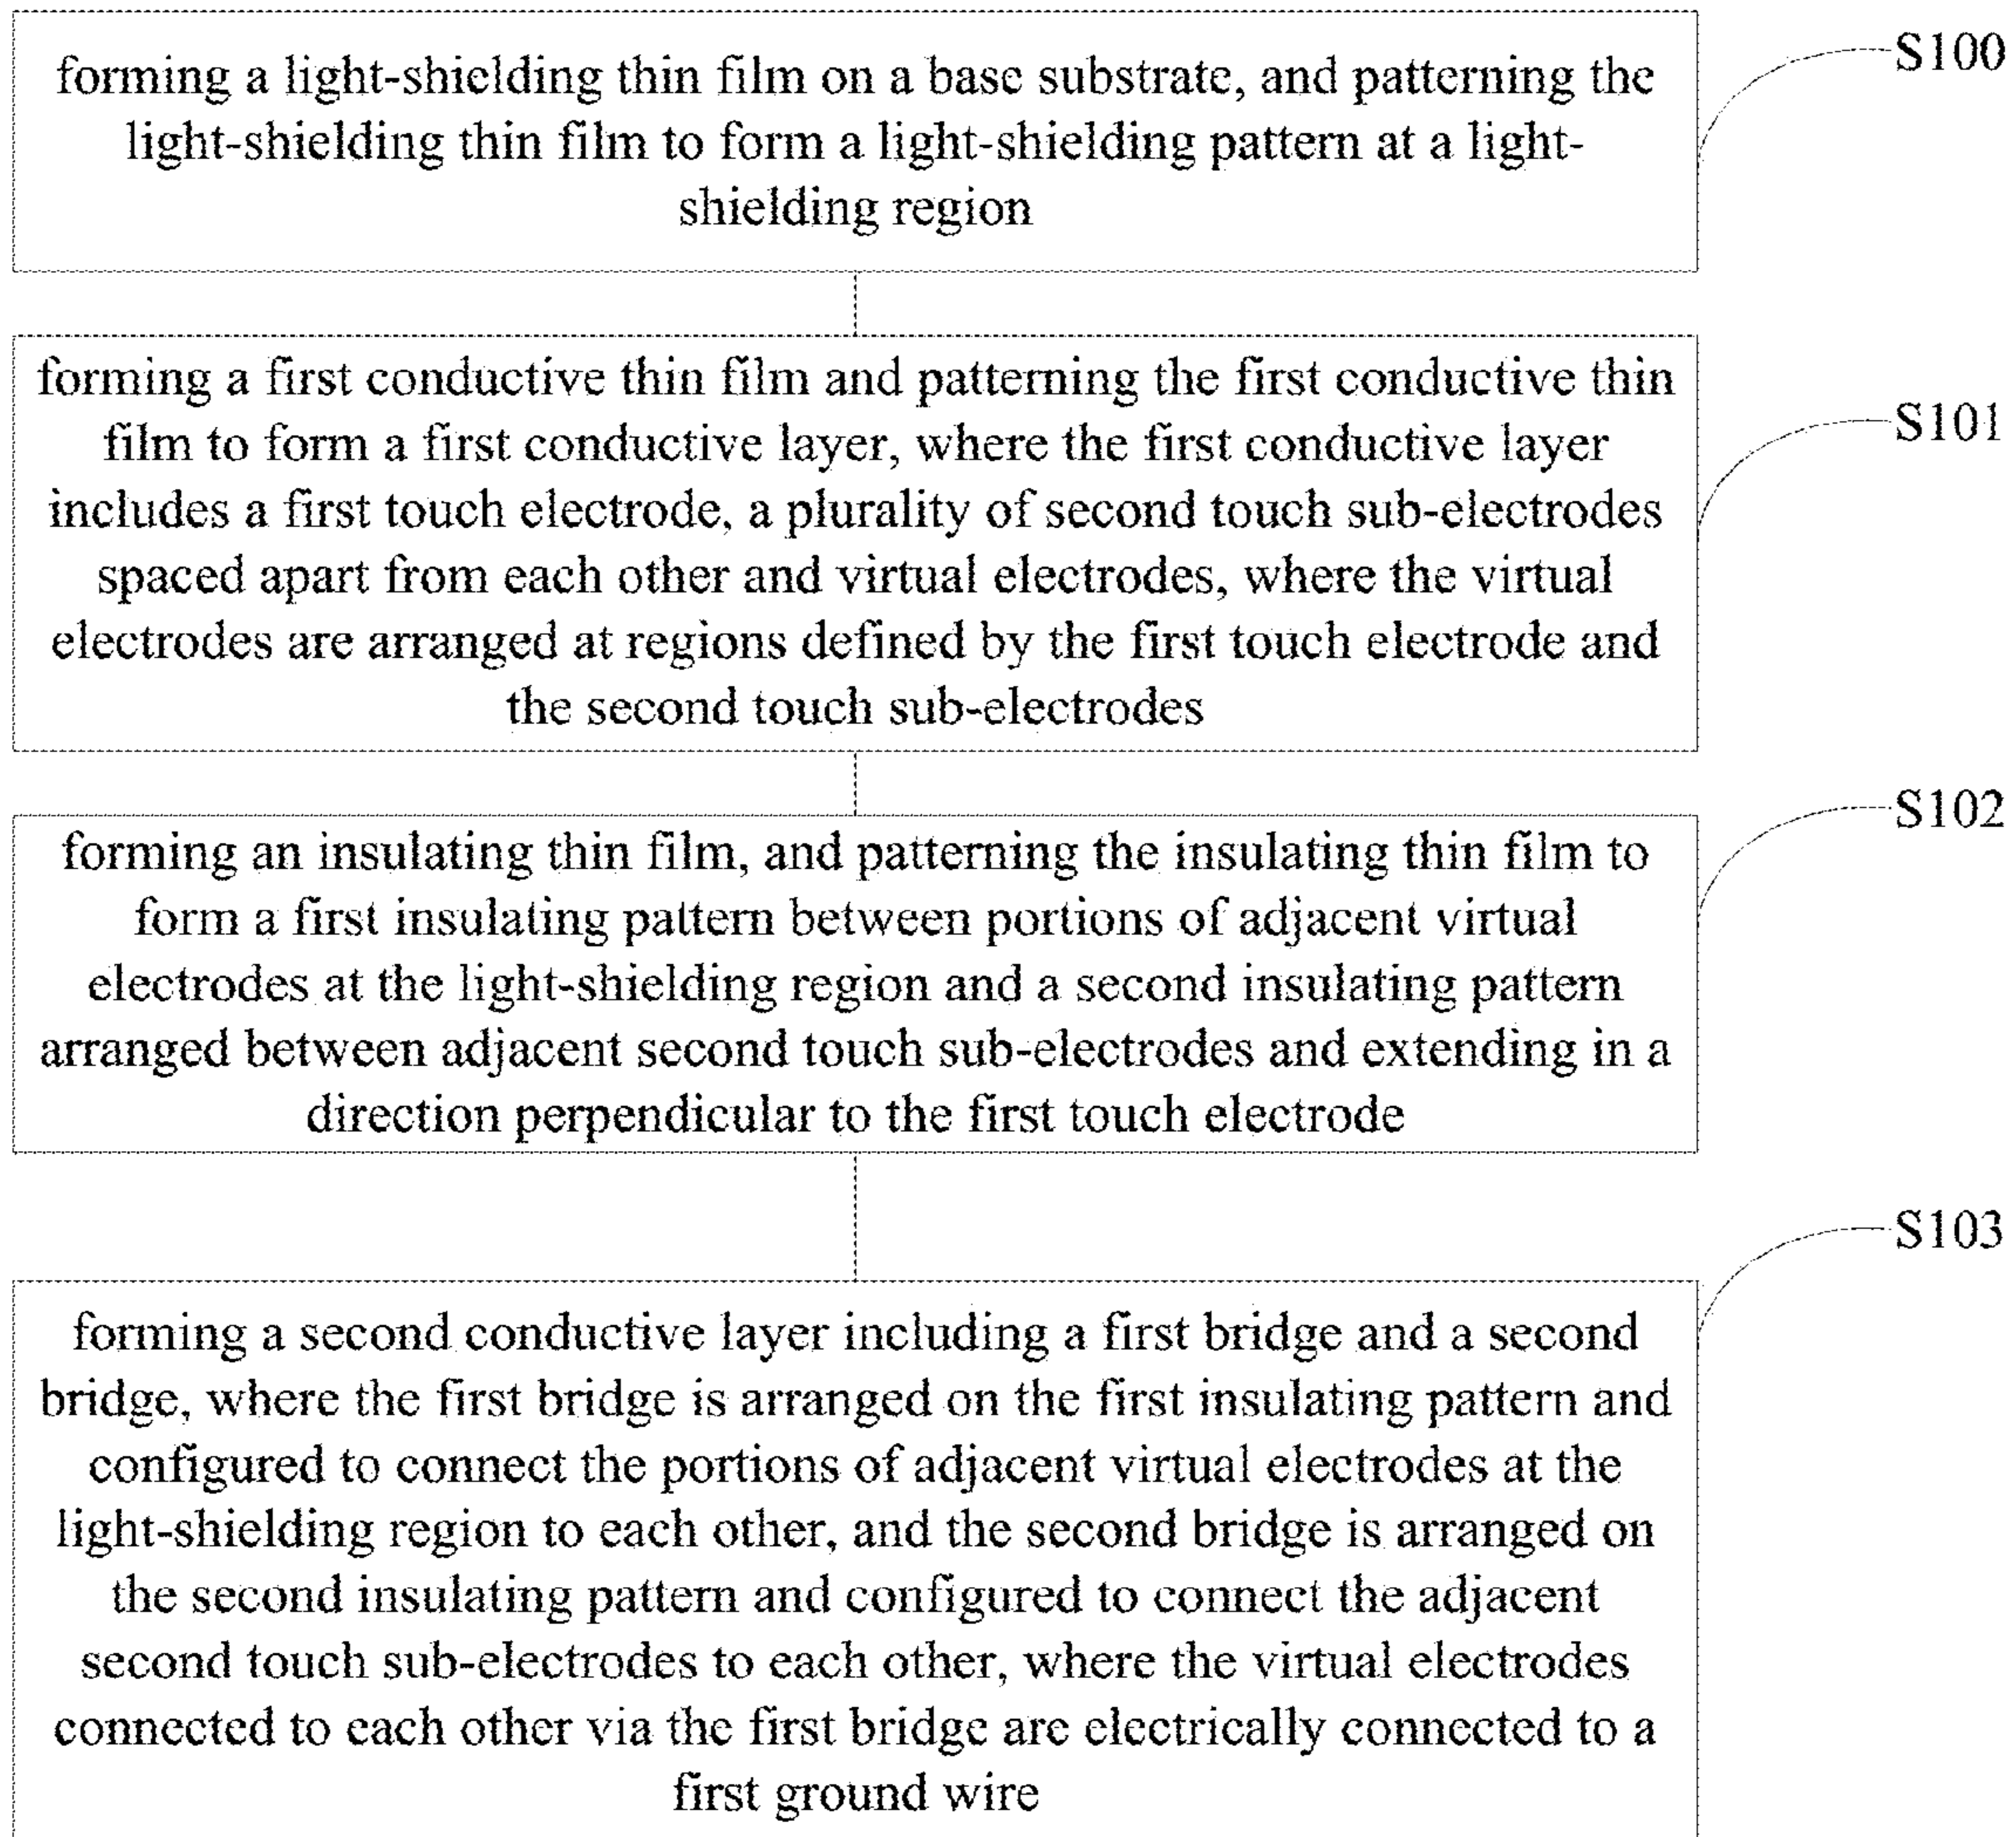 forming a light-shielding thin film on a base substrate, and patterning the
light-shielding thin film to form a light-shielding pattern at a light-
shielding region
S100
forming a first conductive thin film and patterning the first conductive thin
film to form a first conductive layer, where the first conductive layer
includes a first touch electrode, a plurality of second touch sub-electrodes
spaced apart from each other and virtual electrodes, where the virtual
electrodes are arranged at regions defined by the first touch electrode and
the second touch sub-electrodes
S101
forming an insulating thin film, and patterning the insulating thin film to
form a first insulating pattern between portions of adjacent virtual
electrodes at the light-shielding region and a second insulating pattern
arranged between adjacent second touch sub-electrodes and extending in a
direction perpendicular to the first touch electrode
S102
forming a second conductive layer including a first bridge and a second
bridge, where the first bridge is arranged on the first insulating pattern and
configured to connect the portions of adjacent virtual electrodes at the
light-shielding region to each other, and the second bridge is arranged on
the second insulating pattern and configured to connect the adjacent
second touch sub-electrodes to each other, where the virtual electrodes
connected to each other via the first bridge are electrically connected to a
first ground wire
S103